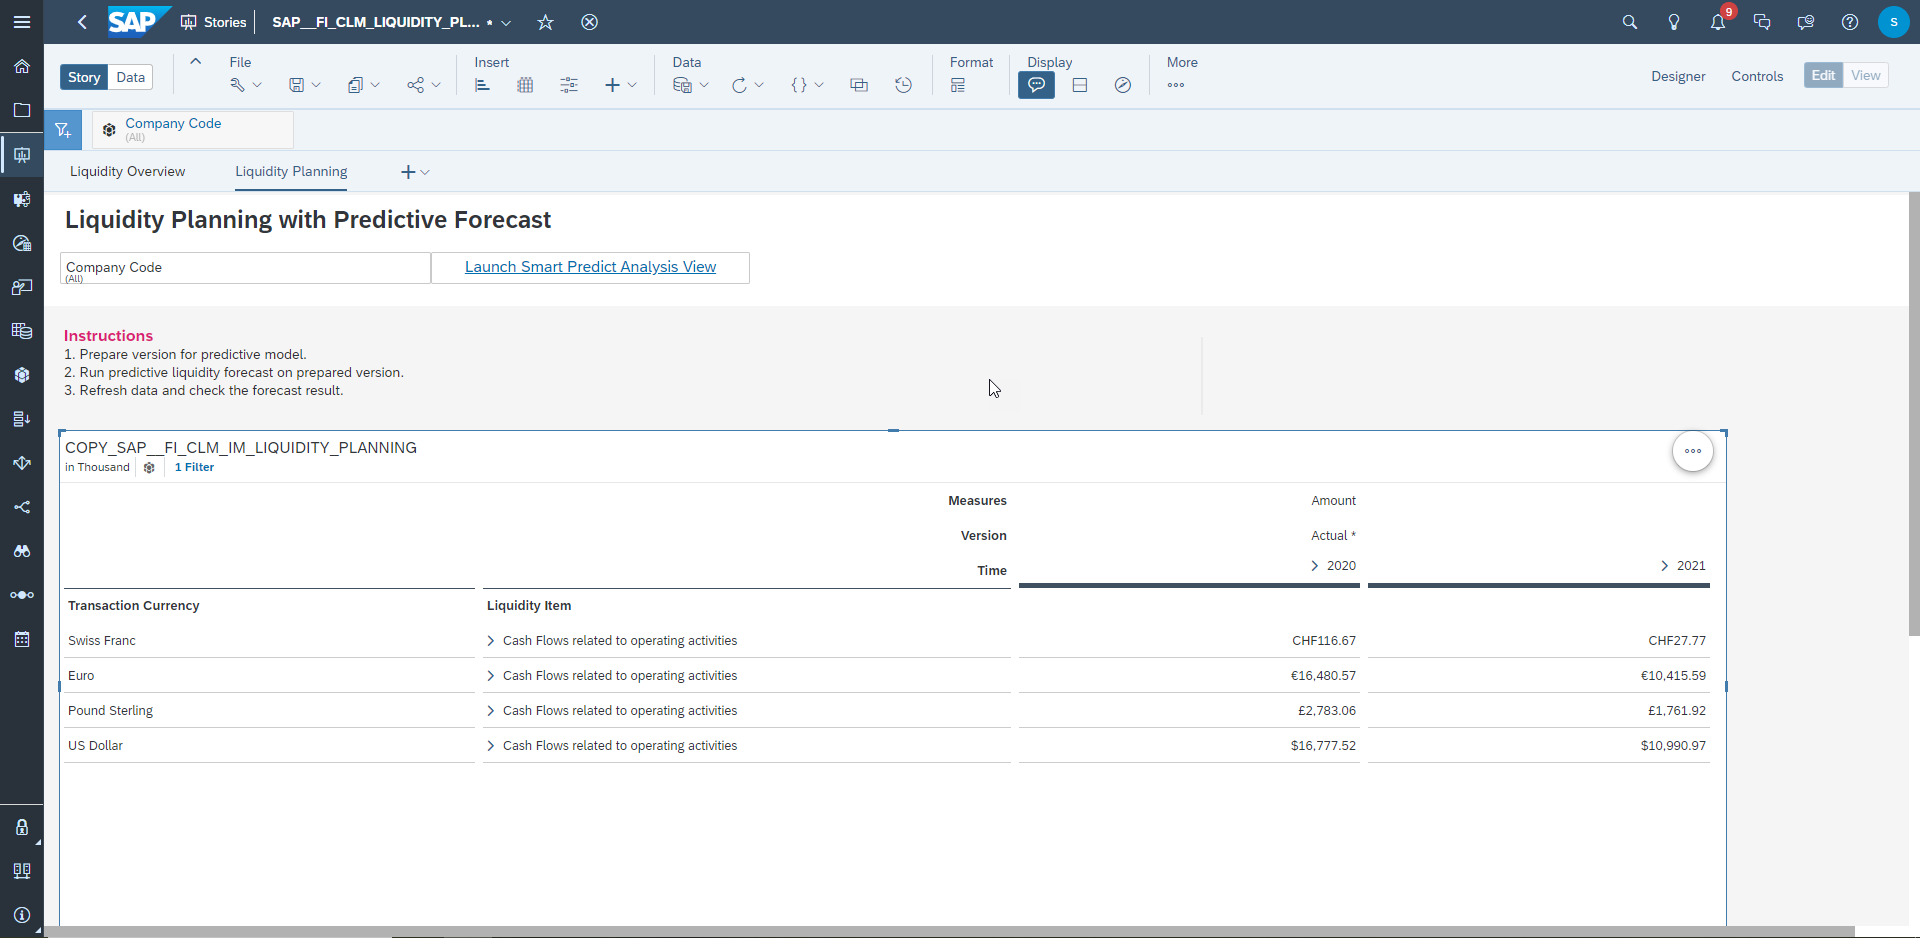 SAP
Stories
SAP__FI_CLM_LIQUIDITY_PL... *
9
S
Story
Data
File
Insert
Data
Format
Display
More
Designer
Controls
Edit
View
Company Code
(All)
Liquidity Overview
Liquidity Planning
Liquidity Planning with Predictive Forecast
Company Code
(All)
Launch Smart Predict Analysis View
Instructions
1. Prepare version for predictive model.
2. Run predictive liquidity forecast on prepared version.
3. Refresh data and check the forecast result.
COPY_SAP__FI_CLM_IM_LIQUIDITY_PLANNING
in Thousand
1 Filter
Measures Amount
Version Actual *
Time 2020 2021
Transaction Currency Liquidity Item
Swiss Franc Cash Flows related to operating activities CHF116.67 CHF27.77
Euro Cash Flows related to operating activities €16,480.57 €10,415.59
Pound Sterling Cash Flows related to operating activities £2,783.06 £1,761.92
US Dollar Cash Flows related to operating activities $16,777.52 $10,990.97